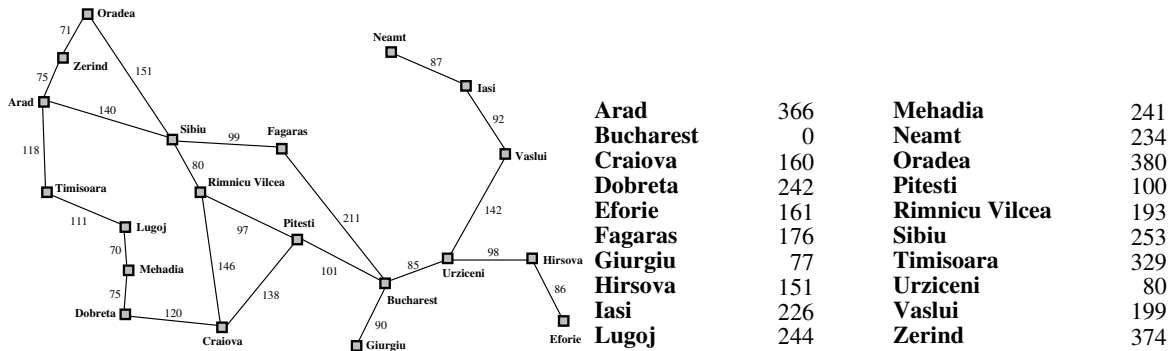 Oradea
71
Neamt
Zerind
87
151
75
Iasi
Arad
140
92
Sibiu
99
Fagaras
118
Vaslui
80
Timisoara
Rimnicu Vilcea
142
111
Lugoj
97
Pitesti
211
70
98
Hirsova
Mehadia
146
101
85
Urziceni
75
138
86
Bucharest
Dobreta
120
90
Craiova
Giurgiu
Eforie
Arad 366 Mehadia 241
Bucharest 0 Neamt 234
Craiova 160 Oradea 380
Dobreta 242 Pitesti 100
Eforie 161 Rimnicu Vilcea 193
Fagaras 176 Sibiu 253
Giurgiu 77 Timisoara 329
Hirsova 151 Urziceni 80
Iasi 226 Vaslui 199
Lugoj 244 Zerind 374